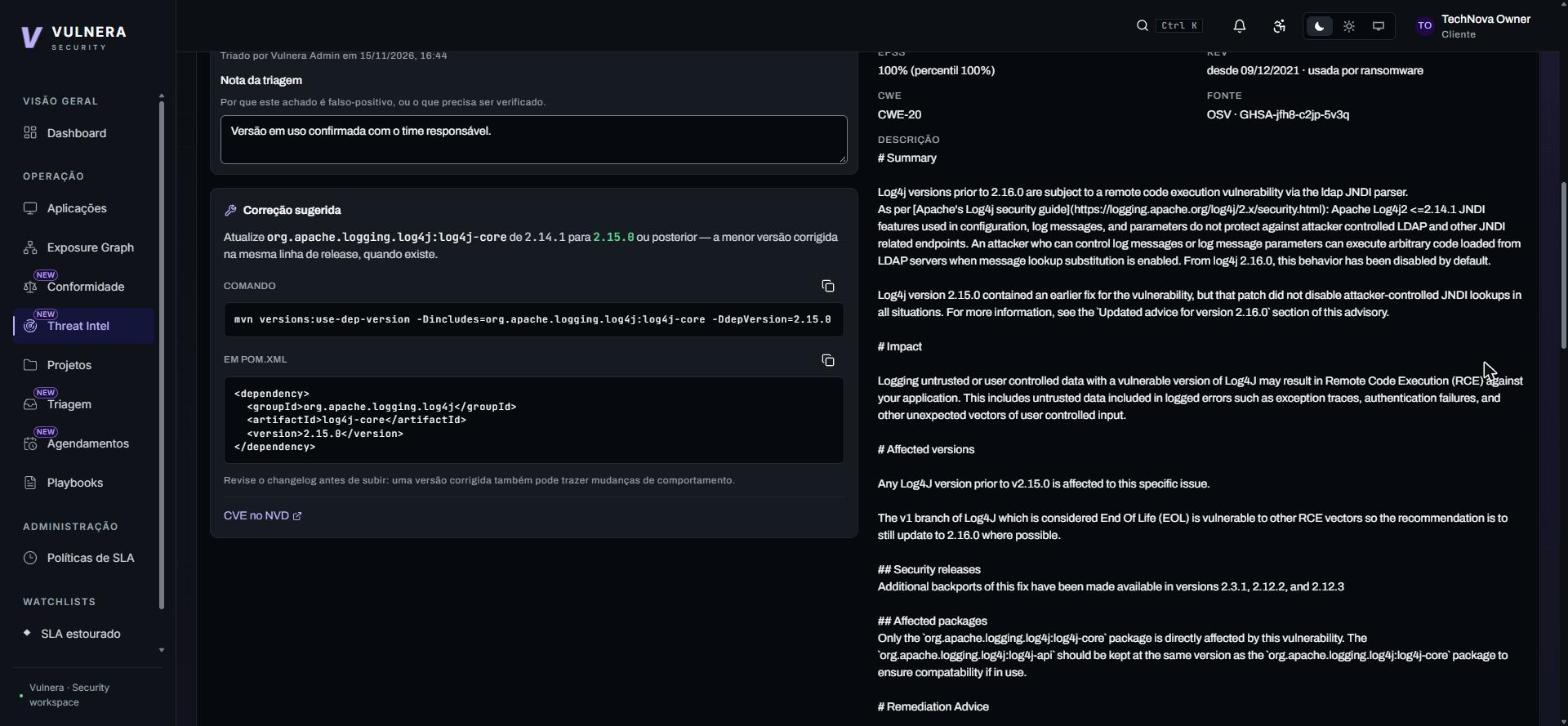 VULNERA
SECURITY
VISÃO GERAL
Dashboard
OPERAÇÃO
Aplicações
Exposure Graph
NEW
Conformidade
NEW
Threat Intel
Projetos
NEW
Triagem
NEW
Agendamentos
Playbooks
ADMINISTRAÇÃO
Políticas de SLA
WATCHLISTS
SLA estourado
Vulnera · Security
workspace
Ctrl K
TO
TechNova Owner
Cliente
Triado por Vulnera Admin em 15/11/2026, 16:44
Nota da triagem
Por que este achado é falso-positivo, ou o que precisa ser verificado.
Versão em uso confirmada com o time responsável.
Correção sugerida
Atualize org.apache.logging.log4j:log4j-core de 2.14.1 para 2.15.0 ou posterior — a menor versão corrigida
na mesma linha de release, quando existe.
COMANDO
mvn versions:use-dep-version -Dincludes=org.apache.logging.log4j:log4j-core -DdepVersion=2.15.0
EM POM.XML
<dependency>
  <groupId>org.apache.logging.log4j</groupId>
  <artifactId>log4j-core</artifactId>
  <version>2.15.0</version>
</dependency>
Revise o changelog antes de subir: uma versão corrigida também pode trazer mudanças de comportamento.
CVE no NVD
EPSS
100% (percentil 100%)
KEV
desde 09/12/2021 · usada por ransomware
CWE
CWE-20
FONTE
OSV · GHSA-jfh8-c2jp-5v3q
DESCRIÇÃO
# Summary
Log4j versions prior to 2.16.0 are subject to a remote code execution vulnerability via the ldap JNDI parser.
As per [Apache's Log4j security guide](https://logging.apache.org/log4j/2.x/security.html): Apache Log4j2 <=2.14.1 JNDI
features used in configuration, log messages, and parameters do not protect against attacker controlled LDAP and other JNDI
related endpoints. An attacker who can control log messages or log message parameters can execute arbitrary code loaded from
LDAP servers when message lookup substitution is enabled. From log4j 2.16.0, this behavior has been disabled by default.
Log4j version 2.15.0 contained an earlier fix for the vulnerability, but that patch did not disable attacker-controlled JNDI lookups in
all situations. For more information, see the `Updated advice for version 2.16.0` section of this advisory.
# Impact
Logging untrusted or user controlled data with a vulnerable version of Log4J may result in Remote Code Execution (RCE) against
your application. This includes untrusted data included in logged errors such as exception traces, authentication failures, and
other unexpected vectors of user controlled input.
# Affected versions
Any Log4J version prior to v2.15.0 is affected to this specific issue.
The v1 branch of Log4J which is considered End Of Life (EOL) is vulnerable to other RCE vectors so the recommendation is to
still update to 2.16.0 where possible.
## Security releases
Additional backports of this fix have been made available in versions 2.3.1, 2.12.2, and 2.12.3
## Affected packages
Only the `org.apache.logging.log4j:log4j-core` package is directly affected by this vulnerability. The
`org.apache.logging.log4j:log4j-api` should be kept at the same version as the `org.apache.logging.log4j:log4j-core` package to
ensure compatability if in use.
# Remediation Advice